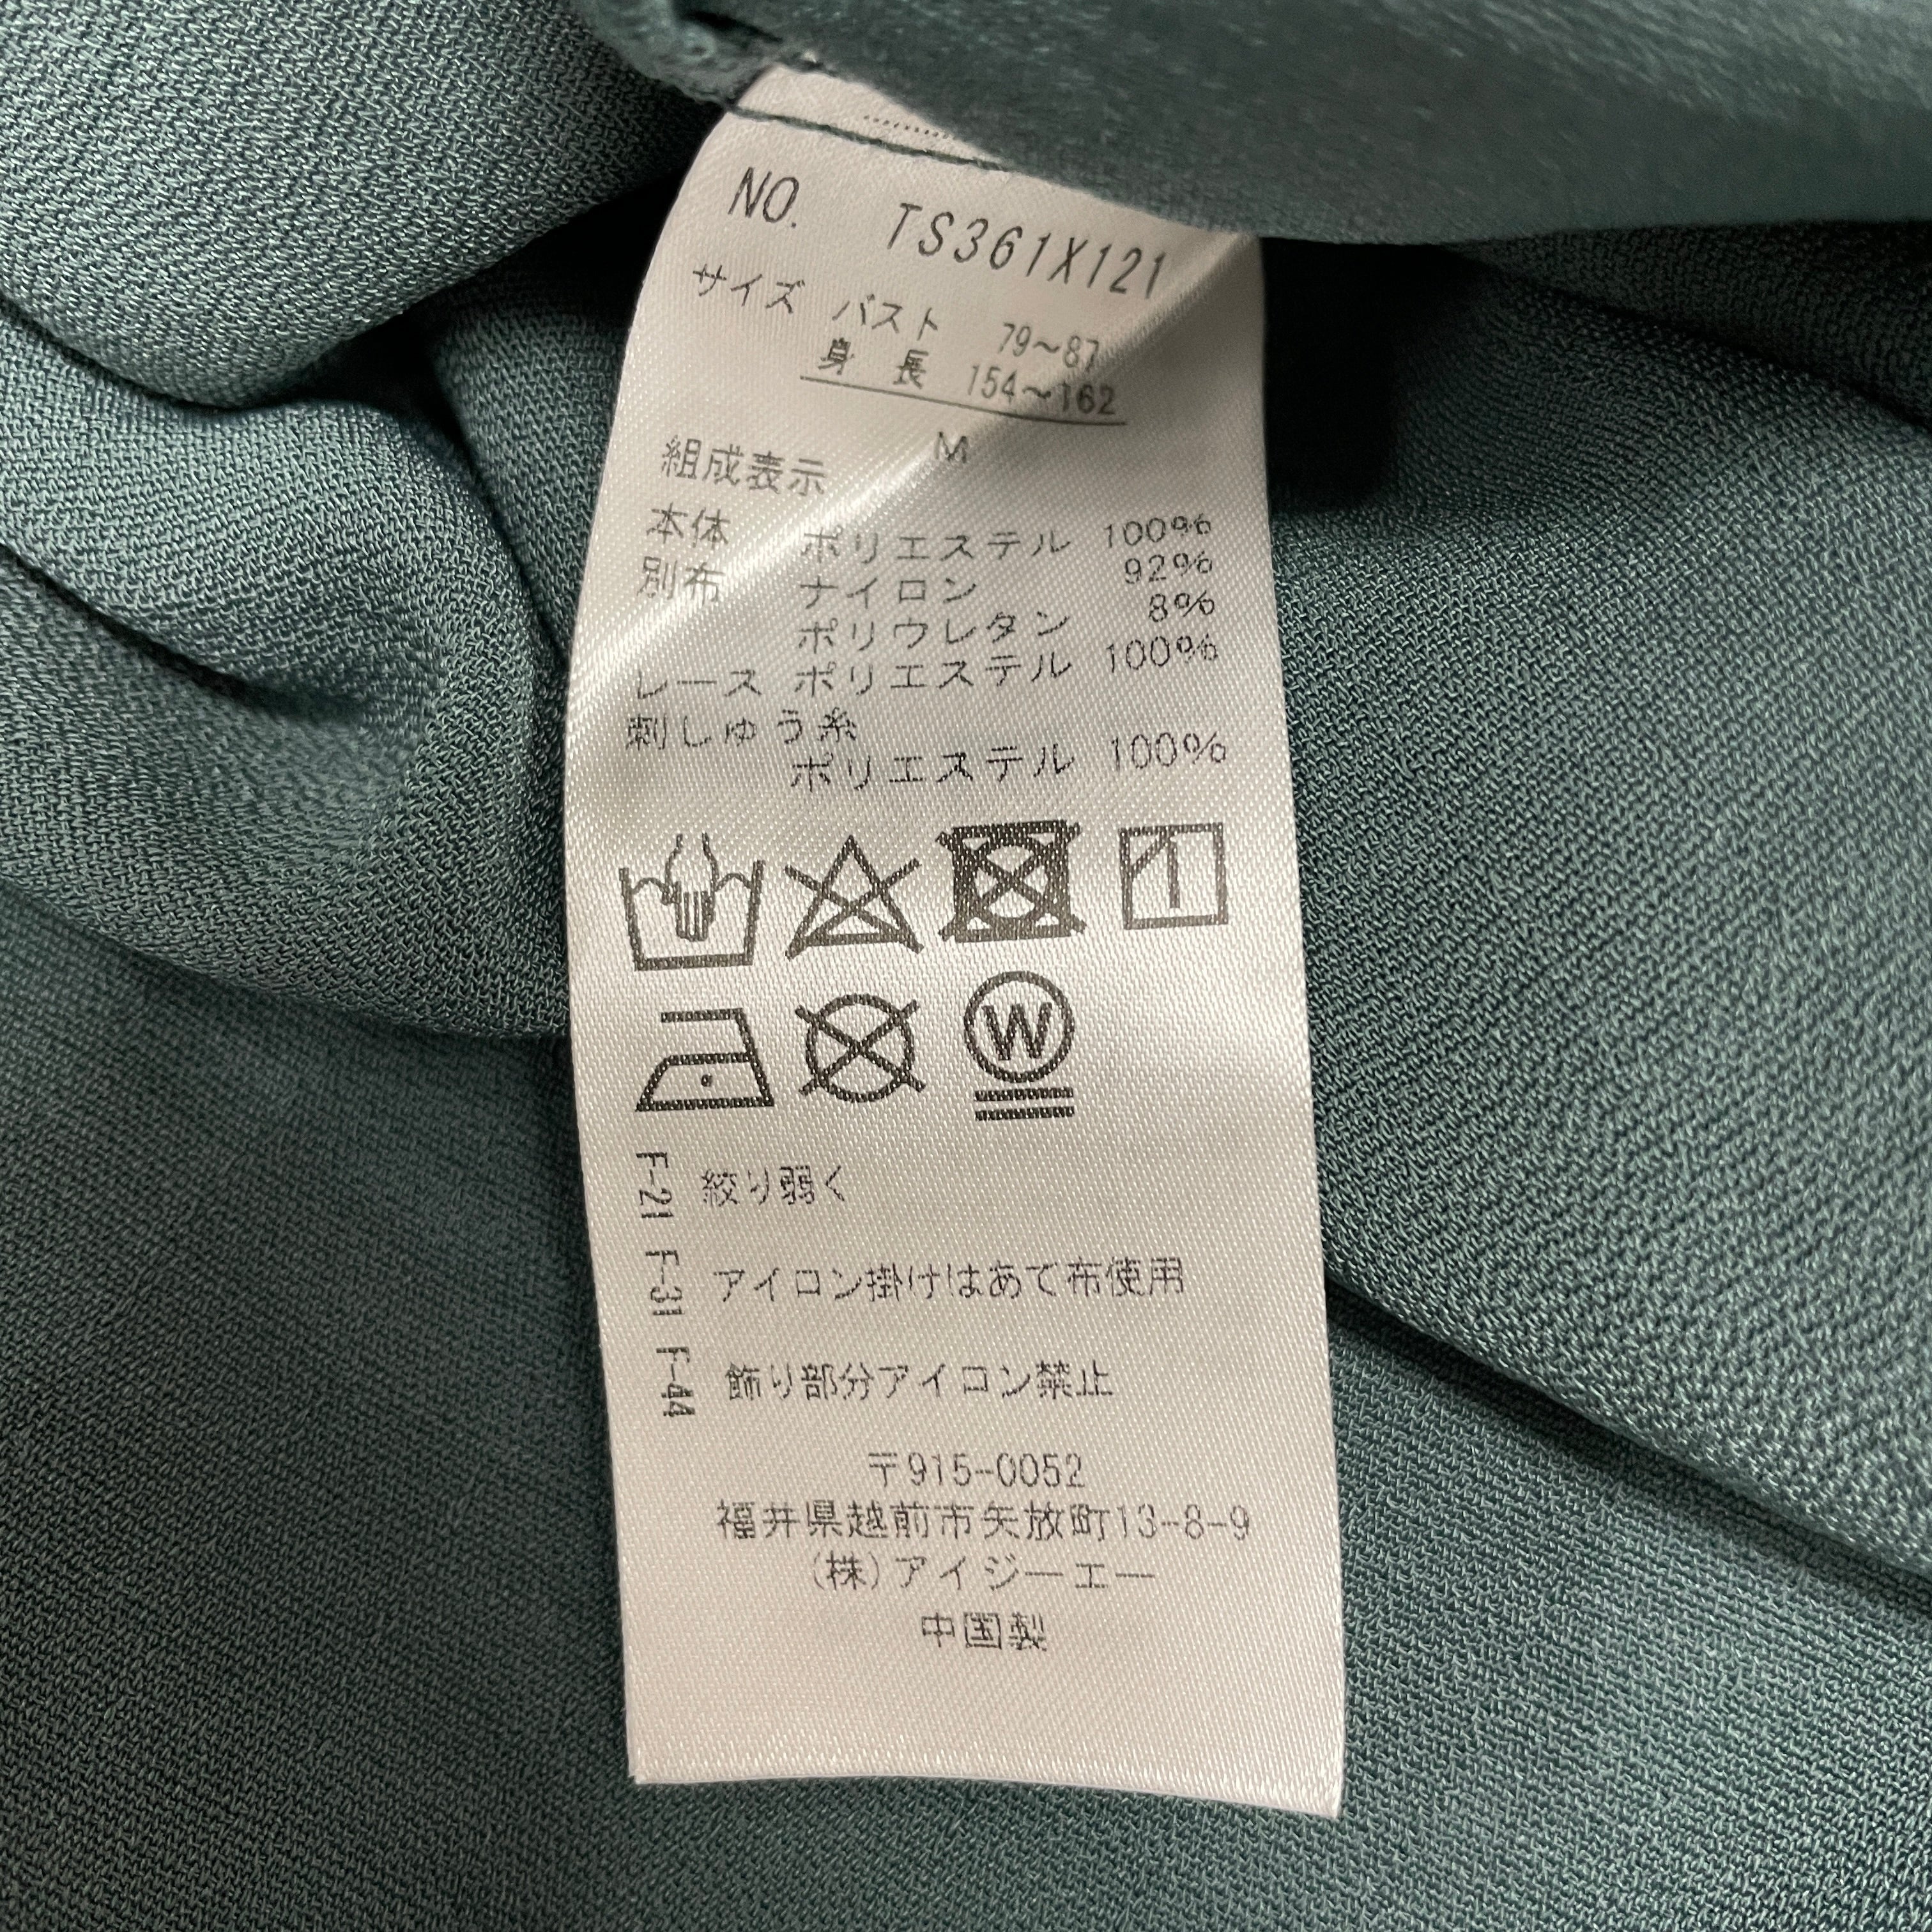 NO. TS361X121
サイズ バスト 79～87
身長 154～162
M
組成表示
本体 ポリエステル 100%
別布 ナイロン 92%
ポリウレタン 8%
レース ポリエステル 100%
刺しゅう糸
ポリエステル 100%
W
F-21 絞り弱く
F-31 アイロン掛けはあて布使用
F-44 飾り部分アイロン禁止
〒915-0052
福井県越前市矢放町13-8-9
(株)アイジーエー
中国製